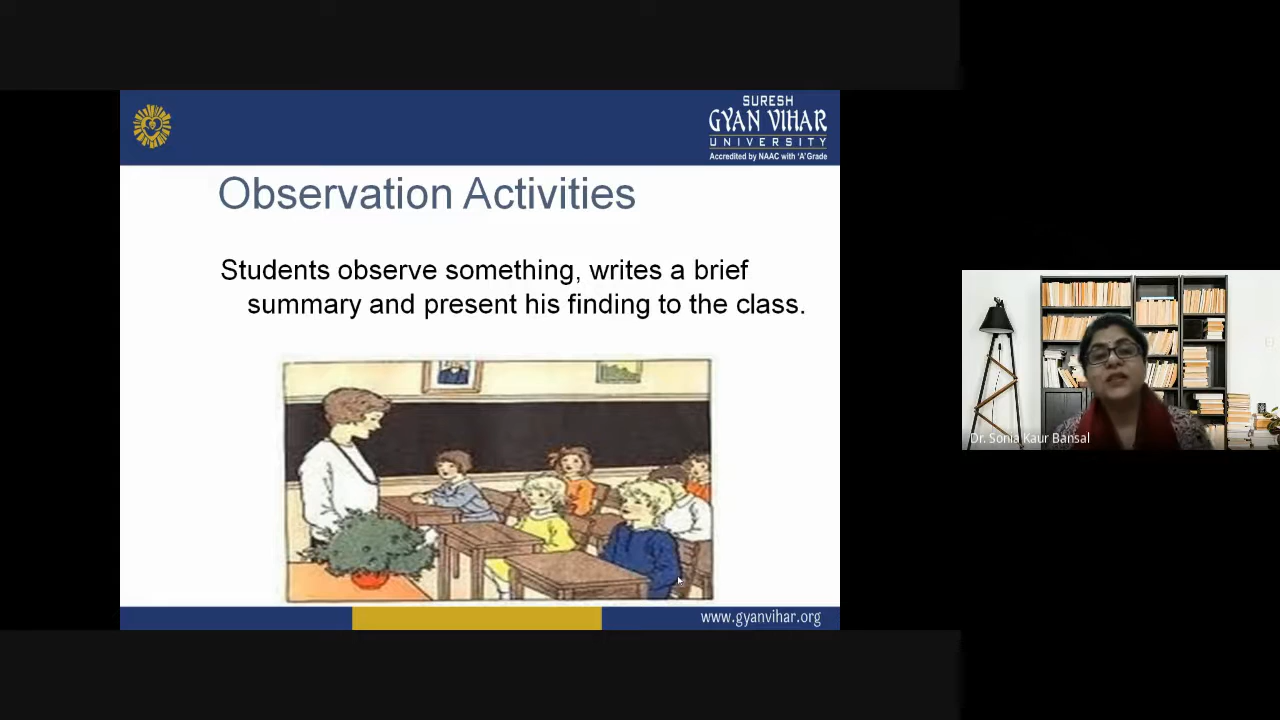 SURESH
GYAN VIHAR
UNIVERSITY
Accredited by NAAC with 'A' Grade
Observation Activities
Students observe something, writes a brief
summary and present his finding to the class.
Dr. Sonia Kaur Bansal
www.gyanvihar.org